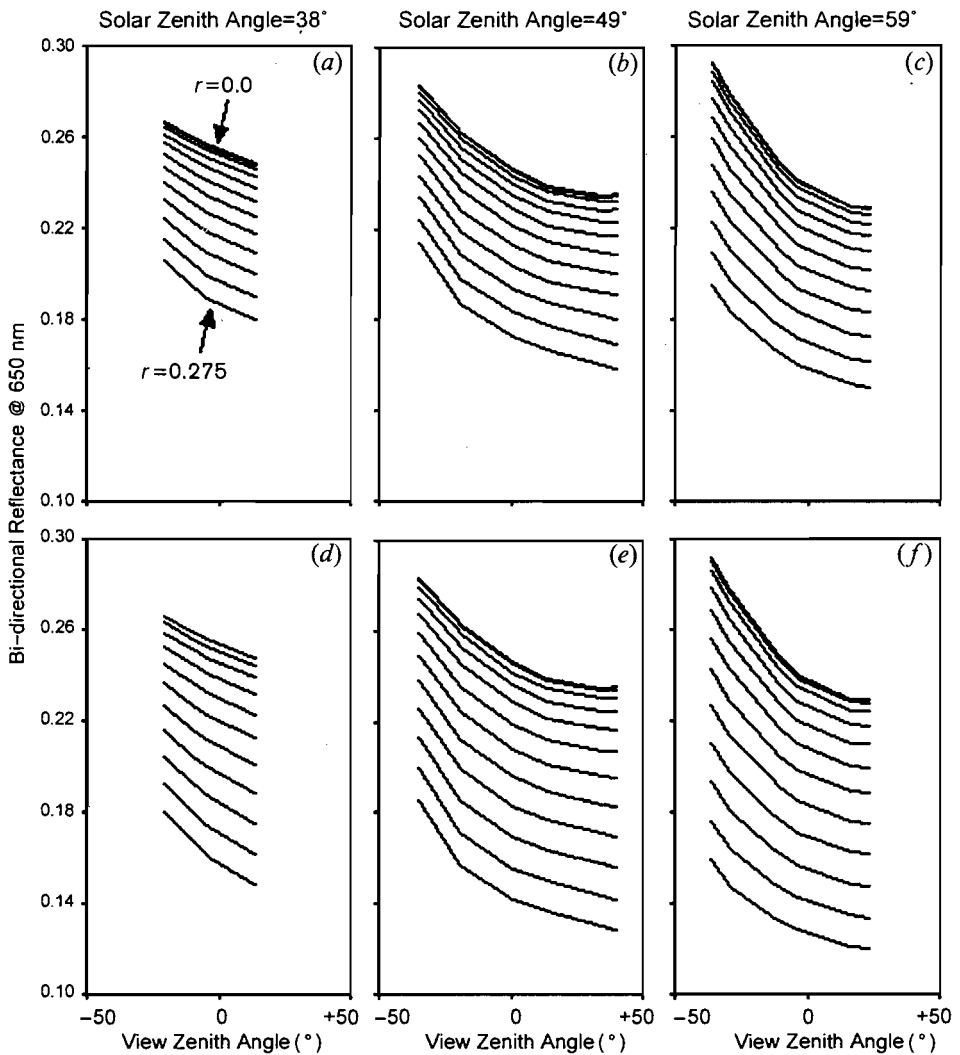 Solar Zenith Angle=38° Solar Zenith Angle=49° Solar Zenith Angle=59°
0.30 (a) (b) (c)
r=0.0
0.26
0.22
0.18
r=0.275
0.14
0.10
Bi-directional Reflectance @ 650 nm
0.30 (d) (e) (f)
0.26
0.22
0.18
0.14
0.10
-50 0 +50 -50 0 +50 -50 0 +50
View Zenith Angle (°) View Zenith Angle (°) View Zenith Angle (°)